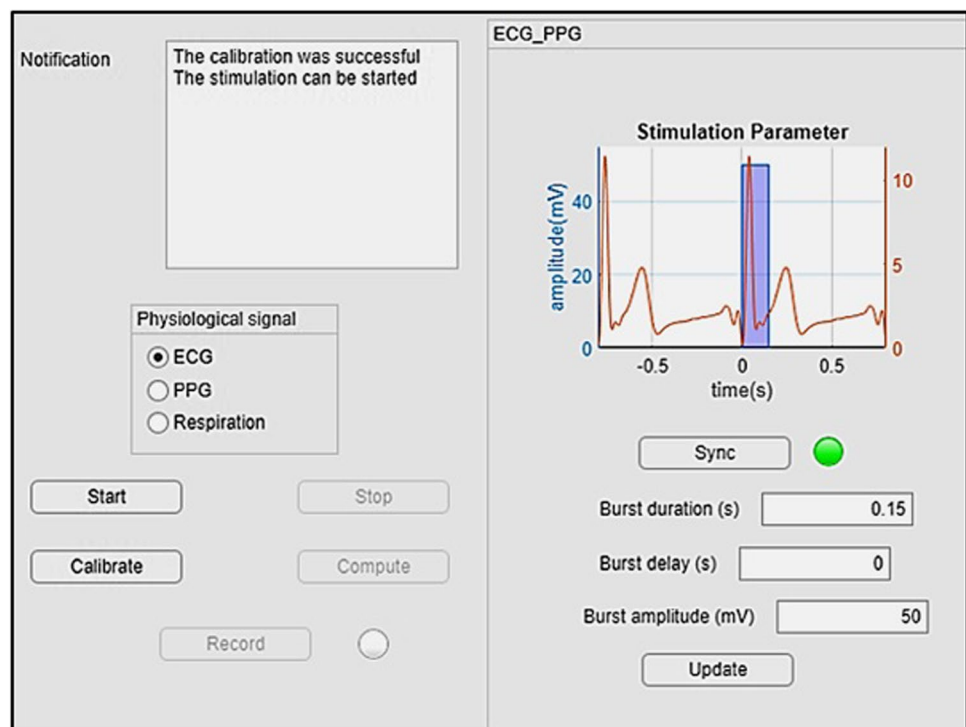 Notification
The calibration was successful
The stimulation can be started
Physiological signal
ECG
PPG
Respiration
Start
Stop
Calibrate
Compute
Record
ECG_PPG
Stimulation Parameter
amplitude(mV)
40
20
0
10
5
0
-0.5
0
0.5
time(s)
Sync
Burst duration (s)
0.15
Burst delay (s)
0
Burst amplitude (mV)
50
Update